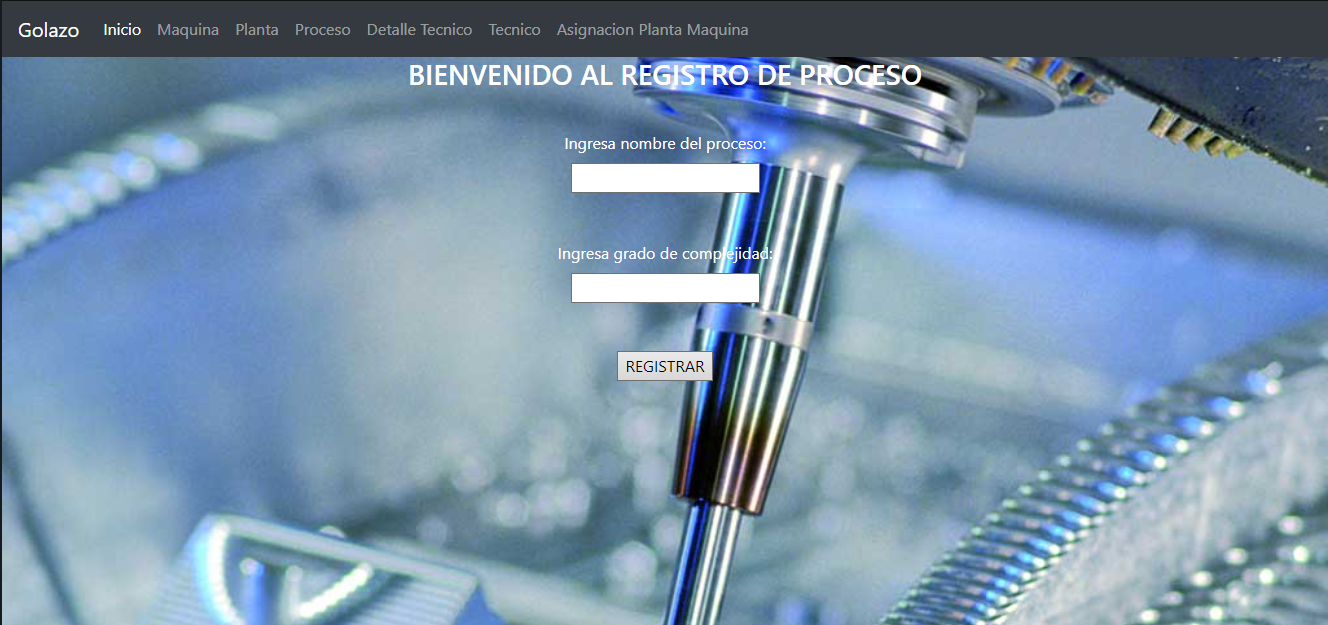 Golazo Inicio Maquina Planta Proceso Detalle Tecnico Tecnico Asignacion Planta Maquina
BIENVENIDO AL REGISTRO DE PROCESO
Ingresa nombre del proceso:
Ingresa grado de complejidad:
REGISTRAR